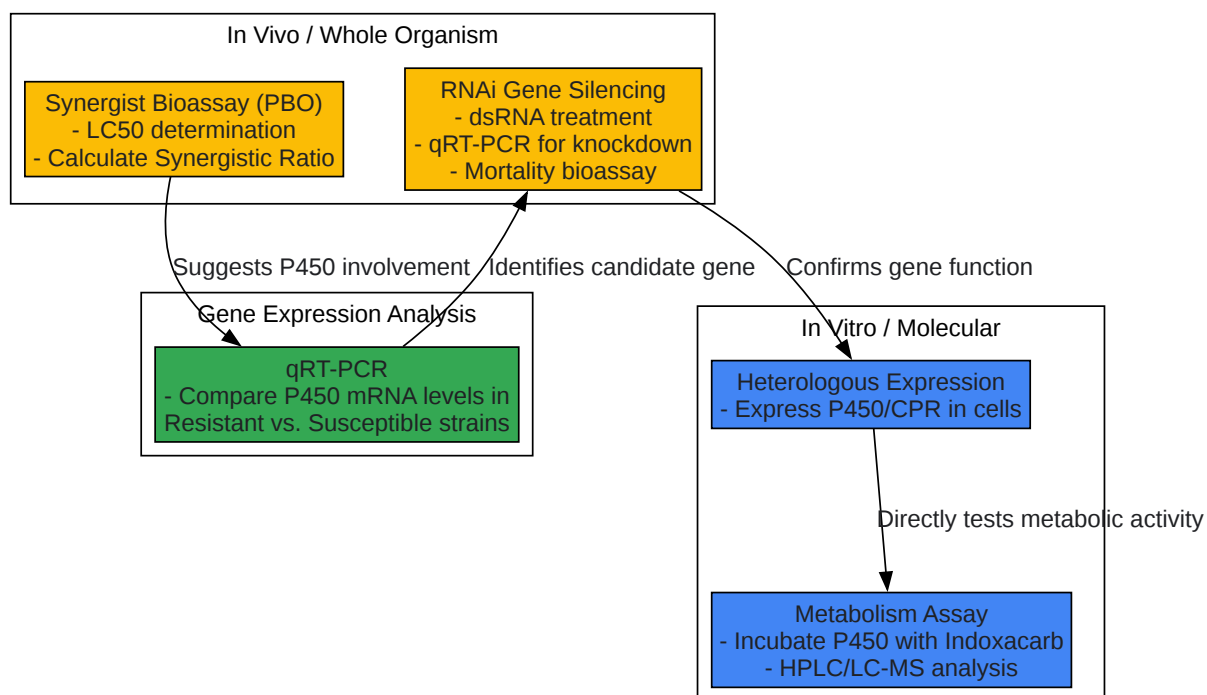 In Vivo / Whole Organism
Synergist Bioassay (PBO)
- LC50 determination
- Calculate Synergistic Ratio
RNAi Gene Silencing
- dsRNA treatment
- qRT-PCR for knockdown
- Mortality bioassay
Suggests P450 involvement
Identifies candidate gene
Confirms gene function
Gene Expression Analysis
qRT-PCR
- Compare P450 mRNA levels in
Resistant vs. Susceptible strains
In Vitro / Molecular
Heterologous Expression
- Express P450/CPR in cells
Directly tests metabolic activity
Metabolism Assay
- Incubate P450 with Indoxacarb
- HPLC/LC-MS analysis